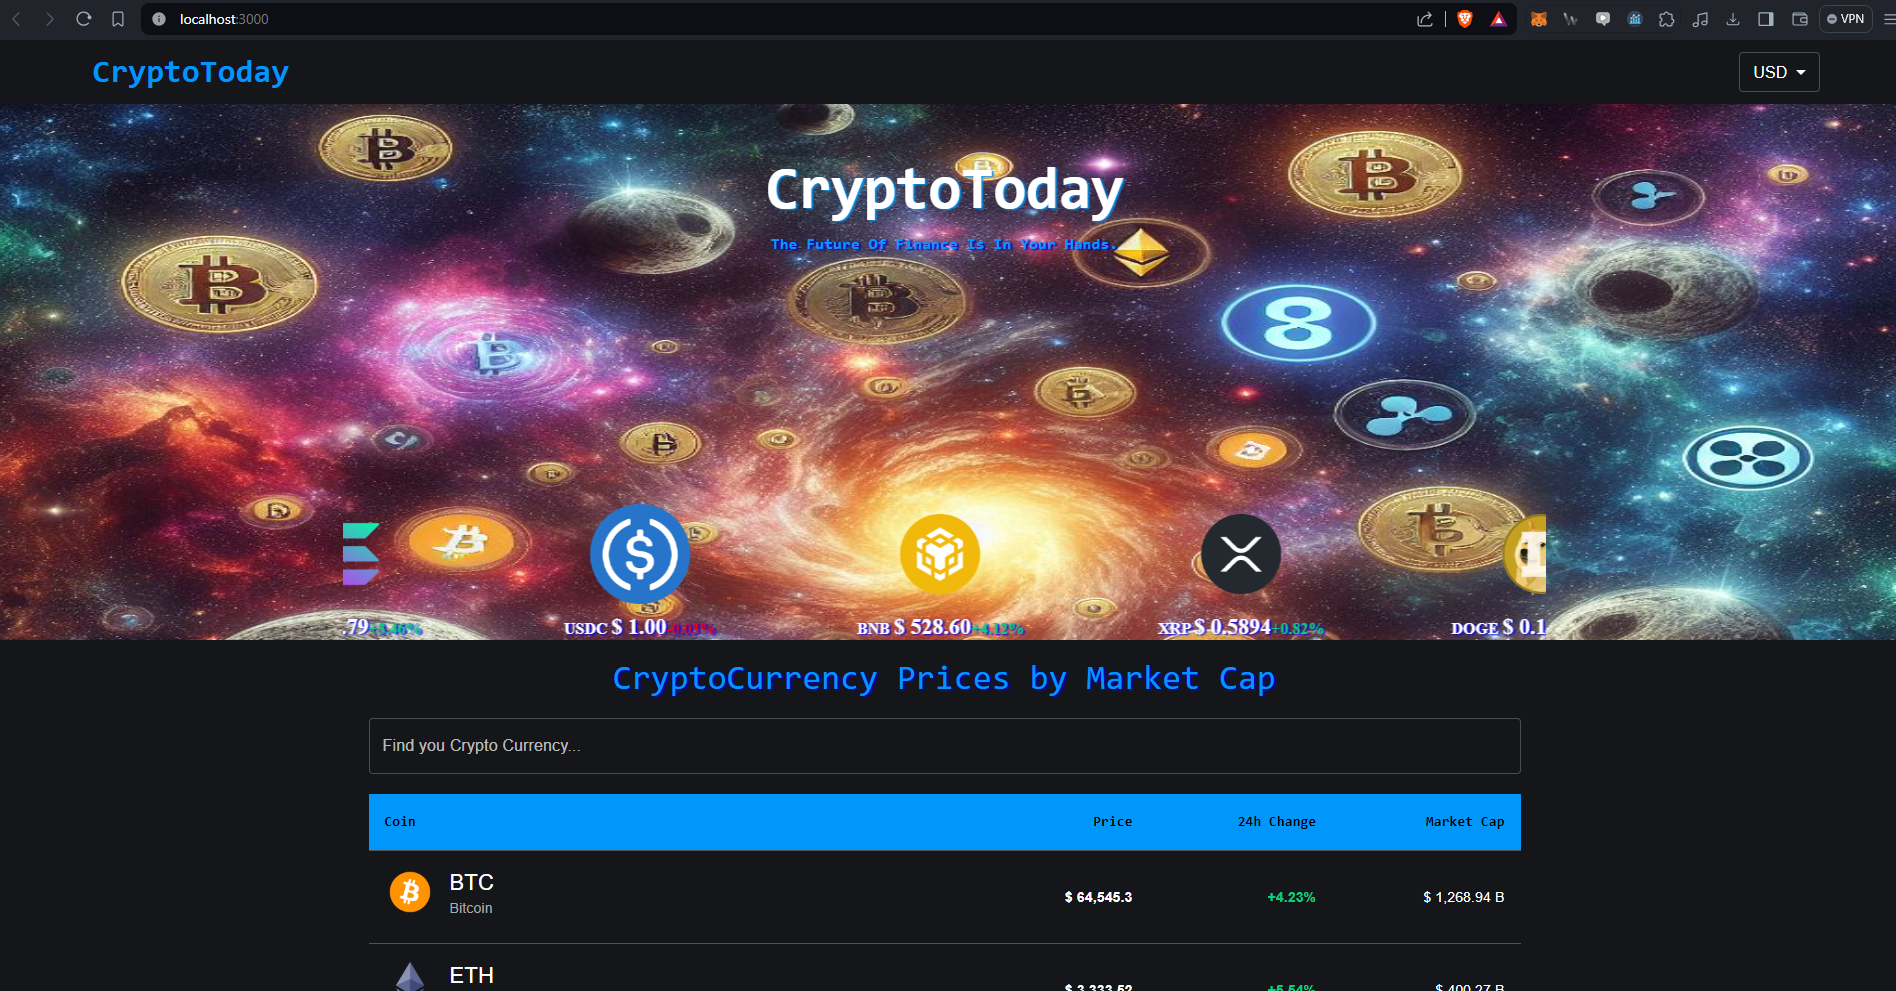 localhost:3000
VPN
CryptoToday
USD
CryptoToday
The Future Of Finance Is In Your Hands.
.79+3.46%
USDC $ 1.00-0.03%
BNB $ 528.60+4.12%
XRP $ 0.5894+0.82%
DOGE $ 0.1
CryptoCurrency Prices by Market Cap
Find you Crypto Currency...
Coin Price 24h Change Market Cap
BTC
Bitcoin
$ 64,545.3 +4.23% $ 1,268.94 B
ETH
$ 3,333.52 +5.54% $ 400.27 B